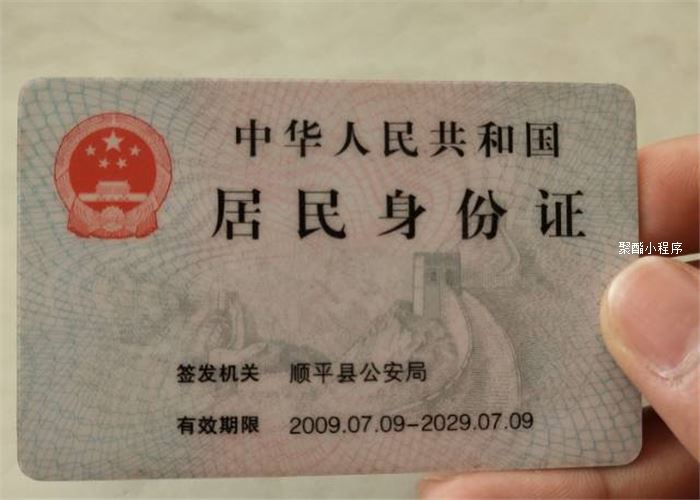 中华人民共和国
居民身份证
聚酯小程序
签发机关 顺平县公安局
有效期限 2009.07.09-2029.07.09